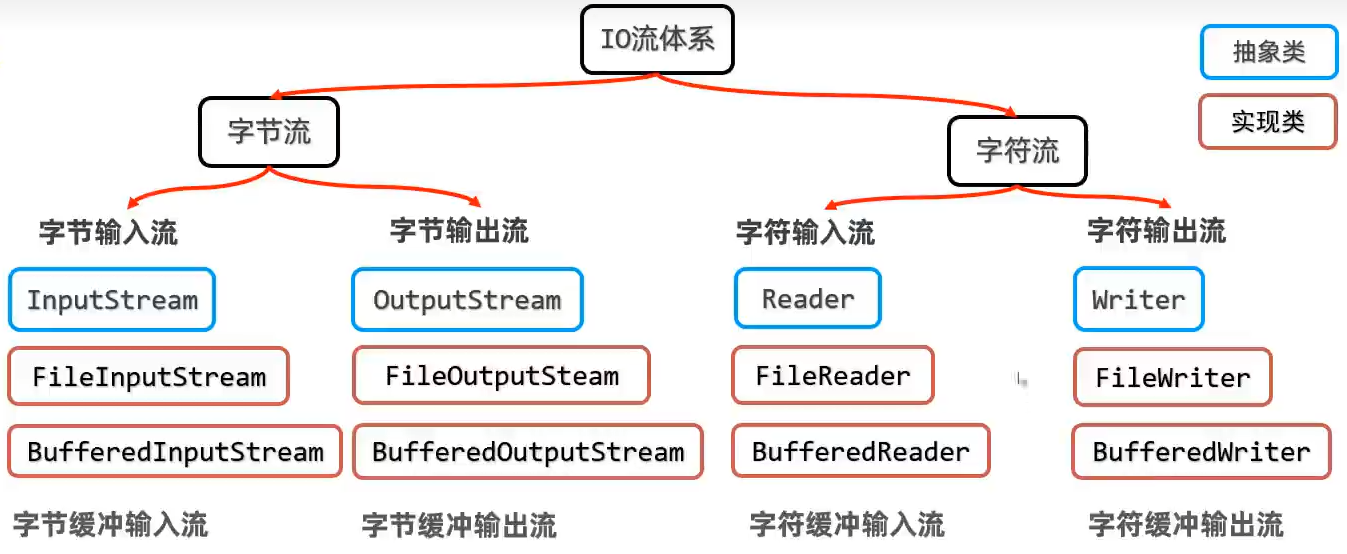 IO流体系
抽象类
实现类
字节流
字符流
字节输入流
字节输出流
字符输入流
字符输出流
InputStream
OutputStream
Reader
Writer
FileInputStream
FileOutputSteam
FileReader
FileWriter
BufferedInputStream
BufferedOutputStream
BufferedReader
BufferedWriter
字节缓冲输入流
字节缓冲输出流
字符缓冲输入流
字符缓冲输出流